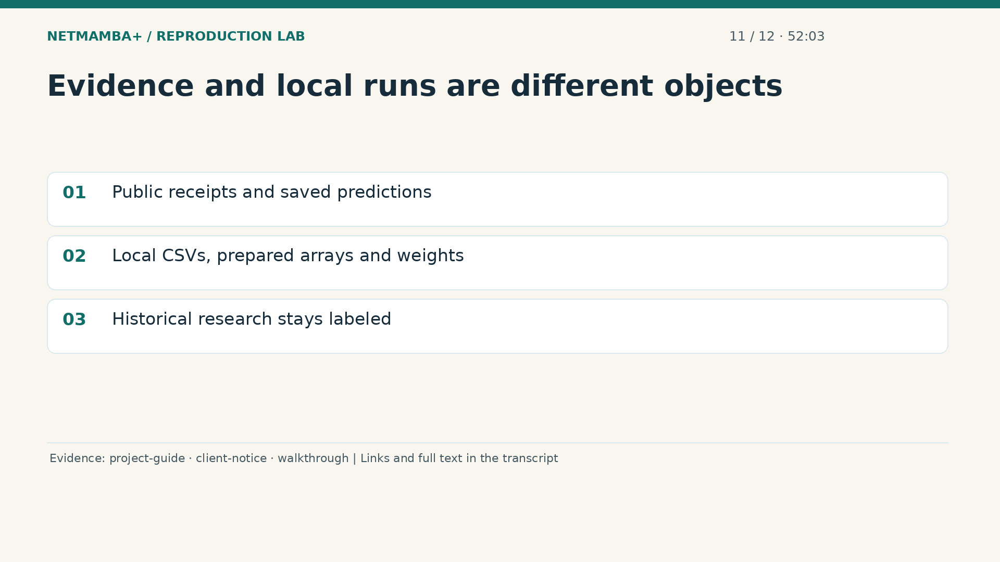 NETMAMBA+ / REPRODUCTION LAB
11 / 12 · 52:03
Evidence and local runs are different objects
01 Public receipts and saved predictions
02 Local CSVs, prepared arrays and weights
03 Historical research stays labeled
Evidence: project-guide · client-notice · walkthrough | Links and full text in the transcript